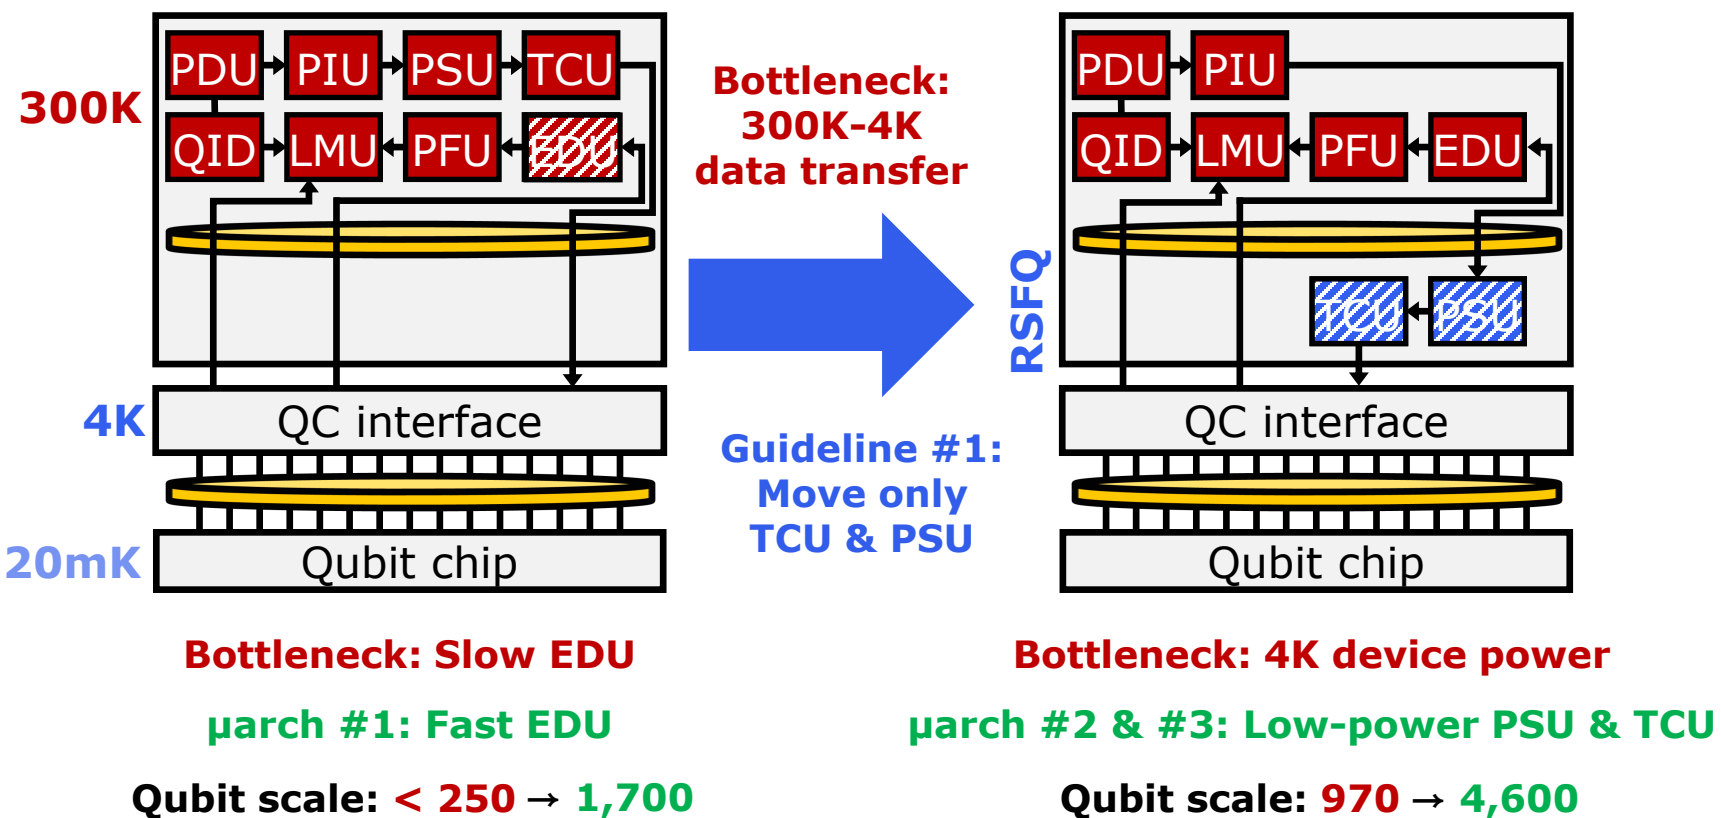 300K
PDU PIU PSU TCU
QID LMU PFU EDU
4K
QC interface
20mK
Qubit chip
Bottleneck: Slow EDU
µarch #1: Fast EDU
Qubit scale: < 250 → 1,700
Bottleneck:
300K-4K
data transfer
Guideline #1:
Move only
TCU & PSU
PDU PIU
QID LMU PFU EDU
RSFQ
TCU PSU
QC interface
Qubit chip
Bottleneck: 4K device power
µarch #2 & #3: Low-power PSU & TCU
Qubit scale: 970 → 4,600